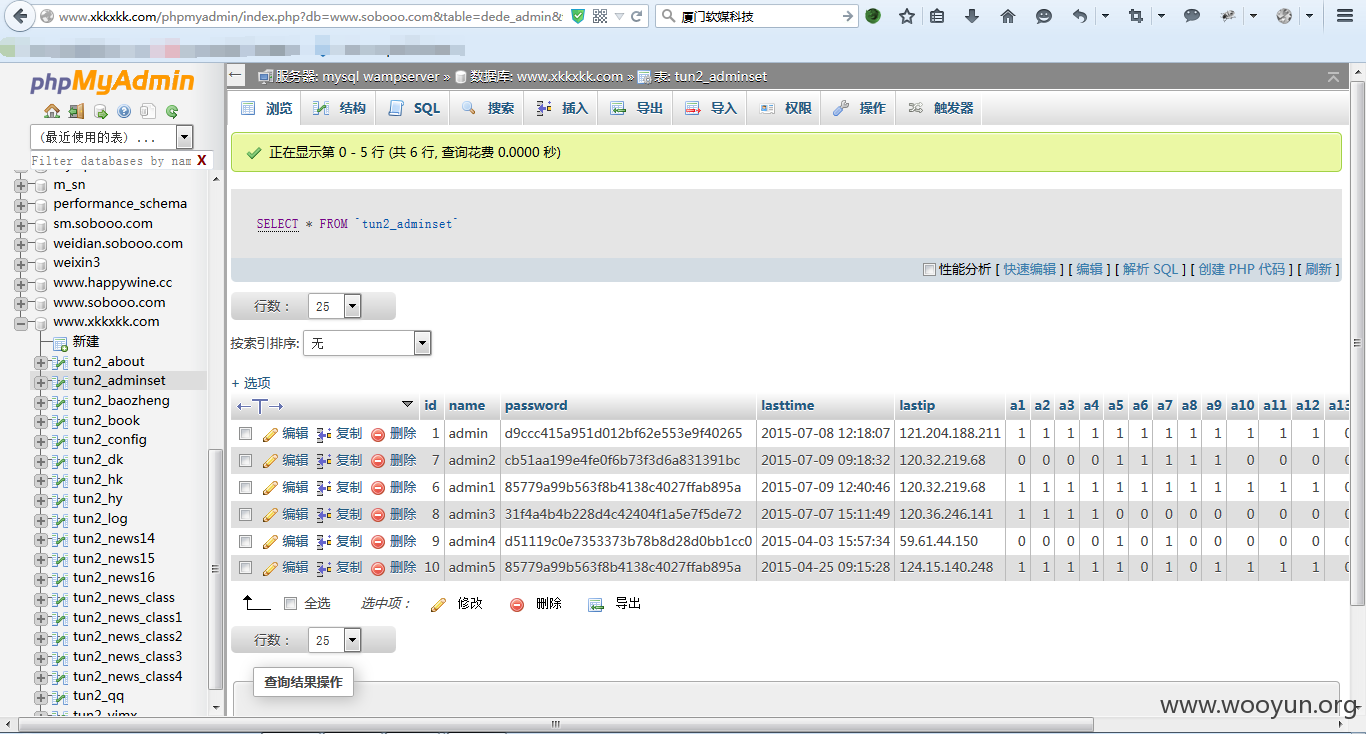 www.xkkxkk.com/phpmyadmin/index.php?db=www.sobooo.com&table=dede_admin&
厦门软媒科技
phpMyAdmin
(最近使用的表) ...
Filter databases by nam X
m_sn
performance_schema
sm.sobooo.com
weidian.sobooo.com
weixin3
www.happywine.cc
www.sobooo.com
www.xkkxkk.com
新建
tun2_about
tun2_adminset
tun2_baozheng
tun2_book
tun2_config
tun2_dk
tun2_hk
tun2_hy
tun2_log
tun2_news14
tun2_news15
tun2_news16
tun2_news_class
tun2_news_class1
tun2_news_class2
tun2_news_class3
tun2_news_class4
tun2_qq
服务器: mysql wampserver » 数据库: www.xkkxkk.com » 表: tun2_adminset
浏览 结构 SQL 搜索 插入 导出 导入 权限 操作 触发器
正在显示第 0 - 5 行 (共 6 行, 查询花费 0.0000 秒)
SELECT * FROM `tun2_adminset`
性能分析 [ 快速编辑 ] [ 编辑 ] [ 解析 SQL ] [ 创建 PHP 代码 ] [ 刷新 ]
行数： 25
按索引排序: 无
+ 选项
←T→ id name password lasttime lastip a1 a2 a3 a4 a5 a6 a7 a8 a9 a10 a11 a12 a13
编辑 复制 删除 1 admin d9ccc415a951d012bf62e553e9f40265 2015-07-08 12:18:07 121.204.188.211 1 1 1 1 1 1 1 1 1 1 1 1 0
编辑 复制 删除 7 admin2 cb51aa199e4fe0f6b73f3d6a831391bc 2015-07-09 09:18:32 120.32.219.68 0 0 0 0 1 1 1 1 1 0 0 0 0
编辑 复制 删除 6 admin1 85779a99b563f8b4138c4027ffab895a 2015-07-09 12:40:46 120.32.219.68 1 1 1 1 1 1 1 1 1 1 1 1 0
编辑 复制 删除 8 admin3 31f4a4b4b228d4c42404f1a5e7f5de72 2015-07-07 15:11:49 120.36.246.141 1 1 1 1 0 0 0 0 0 0 0 0 0
编辑 复制 删除 9 admin4 d51119c0e7353373b78b8d28d0bb1cc0 2015-04-03 15:57:34 59.61.44.150 0 0 0 0 1 0 1 0 0 0 0 0 0
编辑 复制 删除 10 admin5 85779a99b563f8b4138c4027ffab895a 2015-04-25 09:15:28 124.15.140.248 1 1 1 1 1 0 1 0 1 1 1 1 0
全选 选中项： 修改 删除 导出
行数： 25
查询结果操作
www.wooyun.org